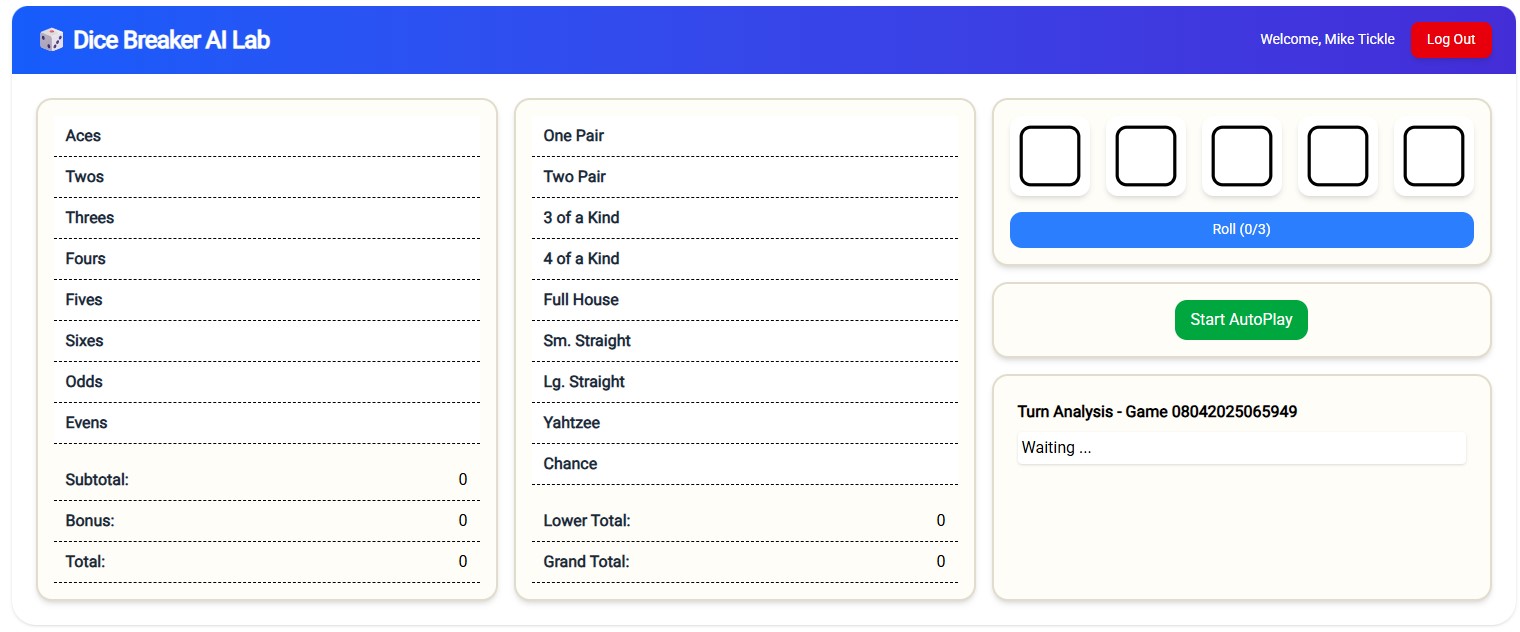 Dice Breaker AI Lab
Welcome, Mike Tickle
Log Out
Aces
Twos
Threes
Fours
Fives
Sixes
Odds
Evens
Subtotal: 0
Bonus: 0
Total: 0
One Pair
Two Pair
3 of a Kind
4 of a Kind
Full House
Sm. Straight
Lg. Straight
Yahtzee
Chance
Lower Total: 0
Grand Total: 0
Roll (0/3)
Start AutoPlay
Turn Analysis - Game 08042025065949
Waiting ...